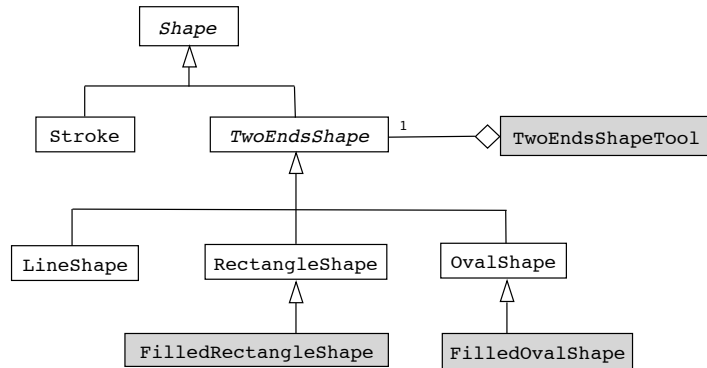 Shape
Stroke
TwoEndsShape
1
TwoEndsShapeTool
LineShape
RectangleShape
OvalShape
FilledRectangleShape
FilledOvalShape